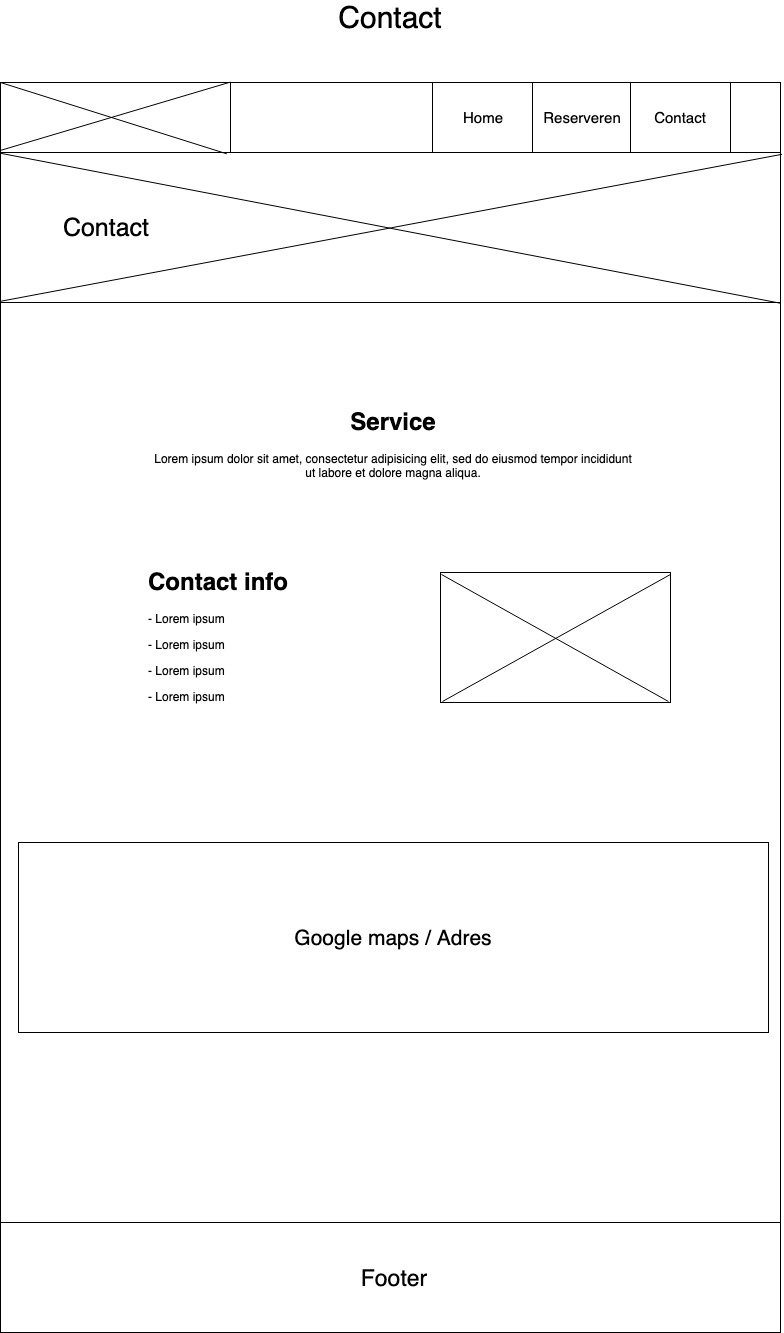 Contact
Home Reserveren Contact
Contact
Service
Lorem ipsum dolor sit amet, consectetur adipisicing elit, sed do eiusmod tempor incididunt
ut labore et dolore magna aliqua.
Contact info
- Lorem ipsum
- Lorem ipsum
- Lorem ipsum
- Lorem ipsum
Google maps / Adres
Footer